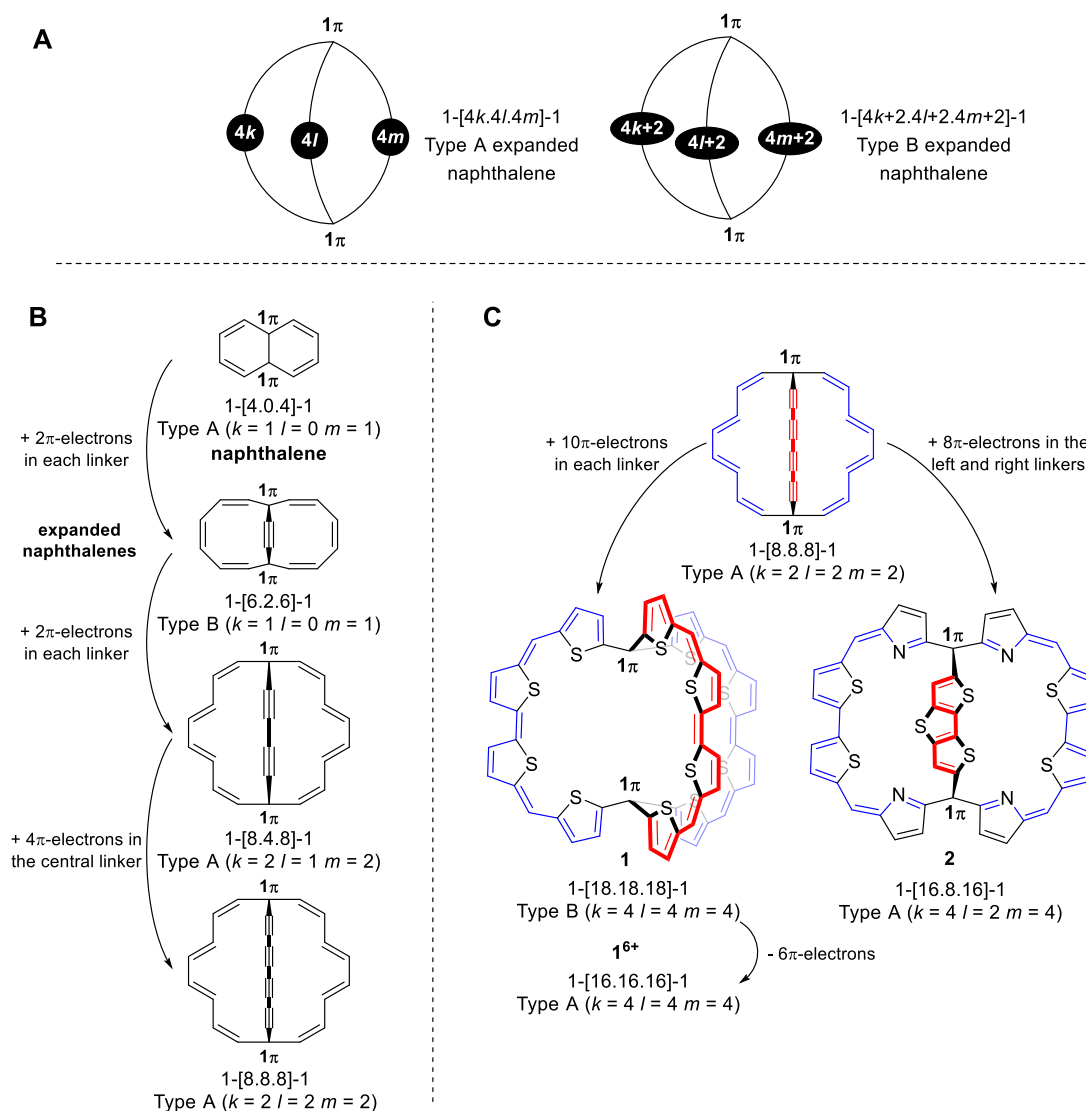 A
1π
4k
4l
4m
1π
1-[4k.4l.4m]-1
Type A expanded
naphthalene
1π
4k+2
4l+2
4m+2
1π
1-[4k+2.4l+2.4m+2]-1
Type B expanded
naphthalene
B
1π
1π
1-[4.0.4]-1
Type A (k = 1 l = 0 m = 1)
naphthalene
+ 2π-electrons
in each linker
expanded
naphthalenes
1π
1π
1-[6.2.6]-1
Type B (k = 1 l = 0 m = 1)
+ 2π-electrons
in each linker
1π
1π
1-[8.4.8]-1
Type A (k = 2 l = 1 m = 2)
+ 4π-electrons in
the central linker
1π
1π
1-[8.8.8]-1
Type A (k = 2 l = 2 m = 2)
C
1π
1π
1-[8.8.8]-1
Type A (k = 2 l = 2 m = 2)
+ 10π-electrons
in each linker
+ 8π-electrons in the
left and right linkers
S
S
S
S
1π
1π
S
S
S
S
S
S
S
S
1
1-[18.18.18]-1
Type B (k = 4 l = 4 m = 4)
1⁶⁺
- 6π-electrons
1-[16.16.16]-1
Type A (k = 4 l = 4 m = 4)
1π
N
N
S
S
S
S
S
S
S
N
N
1π
2
1-[16.8.16]-1
Type A (k = 4 l = 2 m = 4)